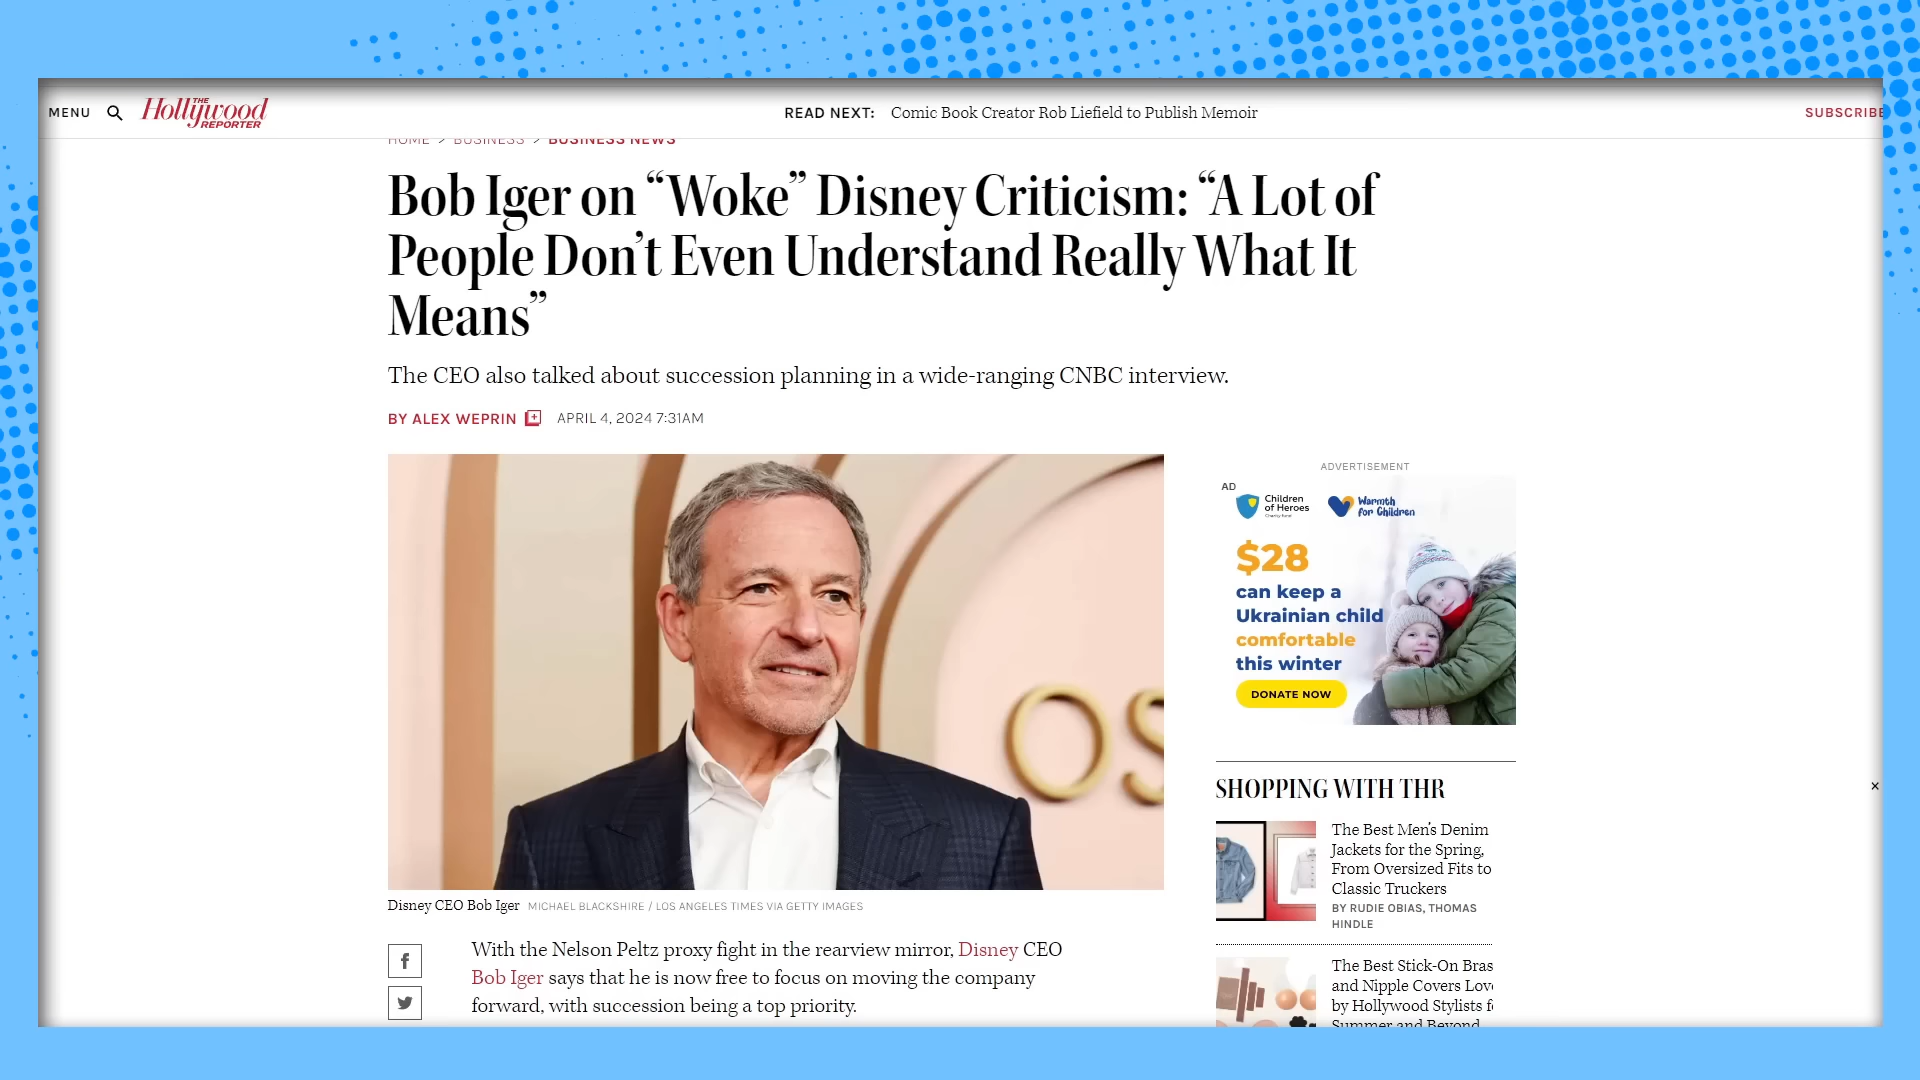 MENU
THE
Hollywood
REPORTER
READ NEXT: Comic Book Creator Rob Liefield to Publish Memoir
SUBSCRIBE
HOME > BUSINESS > BUSINESS NEWS
Bob Iger on “Woke” Disney Criticism: “A Lot of
People Don’t Even Understand Really What It
Means”
The CEO also talked about succession planning in a wide-ranging CNBC interview.
BY ALEX WEPRIN
APRIL 4, 2024 7:31AM
OS
Disney CEO Bob Iger MICHAEL BLACKSHIRE / LOS ANGELES TIMES VIA GETTY IMAGES
With the Nelson Peltz proxy fight in the rearview mirror, Disney CEO
Bob Iger says that he is now free to focus on moving the company
forward, with succession being a top priority.
ADVERTISEMENT
AD
Children
of Heroes
Charity fund
Warmth
for Children
$28
can keep a
Ukrainian child
comfortable
this winter
DONATE NOW
SHOPPING WITH THR
The Best Men's Denim
Jackets for the Spring,
From Oversized Fits to
Classic Truckers
BY RUDIE OBIAS, THOMAS
HINDLE
The Best Stick-On Bras
and Nipple Covers Lov
by Hollywood Stylists f
Summer and Beyond